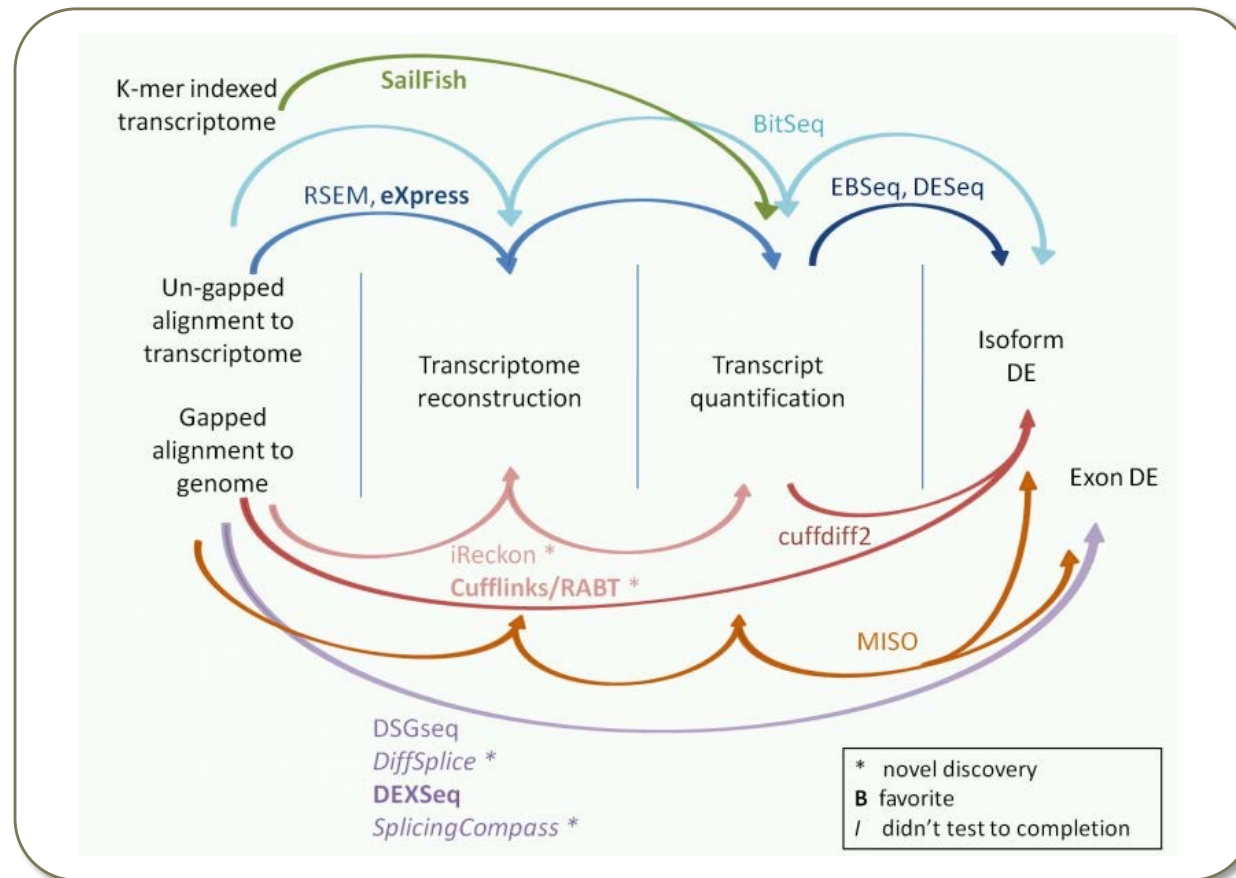 K-mer indexed
transcriptome
SailFish
BitSeq
RSEM, eXpress
EBSeq, DESeq
Un-gapped
alignment to
transcriptome
Transcriptome
reconstruction
Transcript
quantification
Isoform
DE
Gapped
alignment to
genome
Exon DE
cuffdiff2
iReckon *
Cufflinks/RABT *
MISO
DSGseq
DiffSplice *
DEXSeq
SplicingCompass *
* novel discovery
B favorite
I didn't test to completion